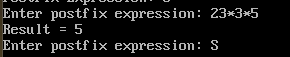 Enter postfix expression: 23*3*5
Result = 5
Enter postfix expression: S